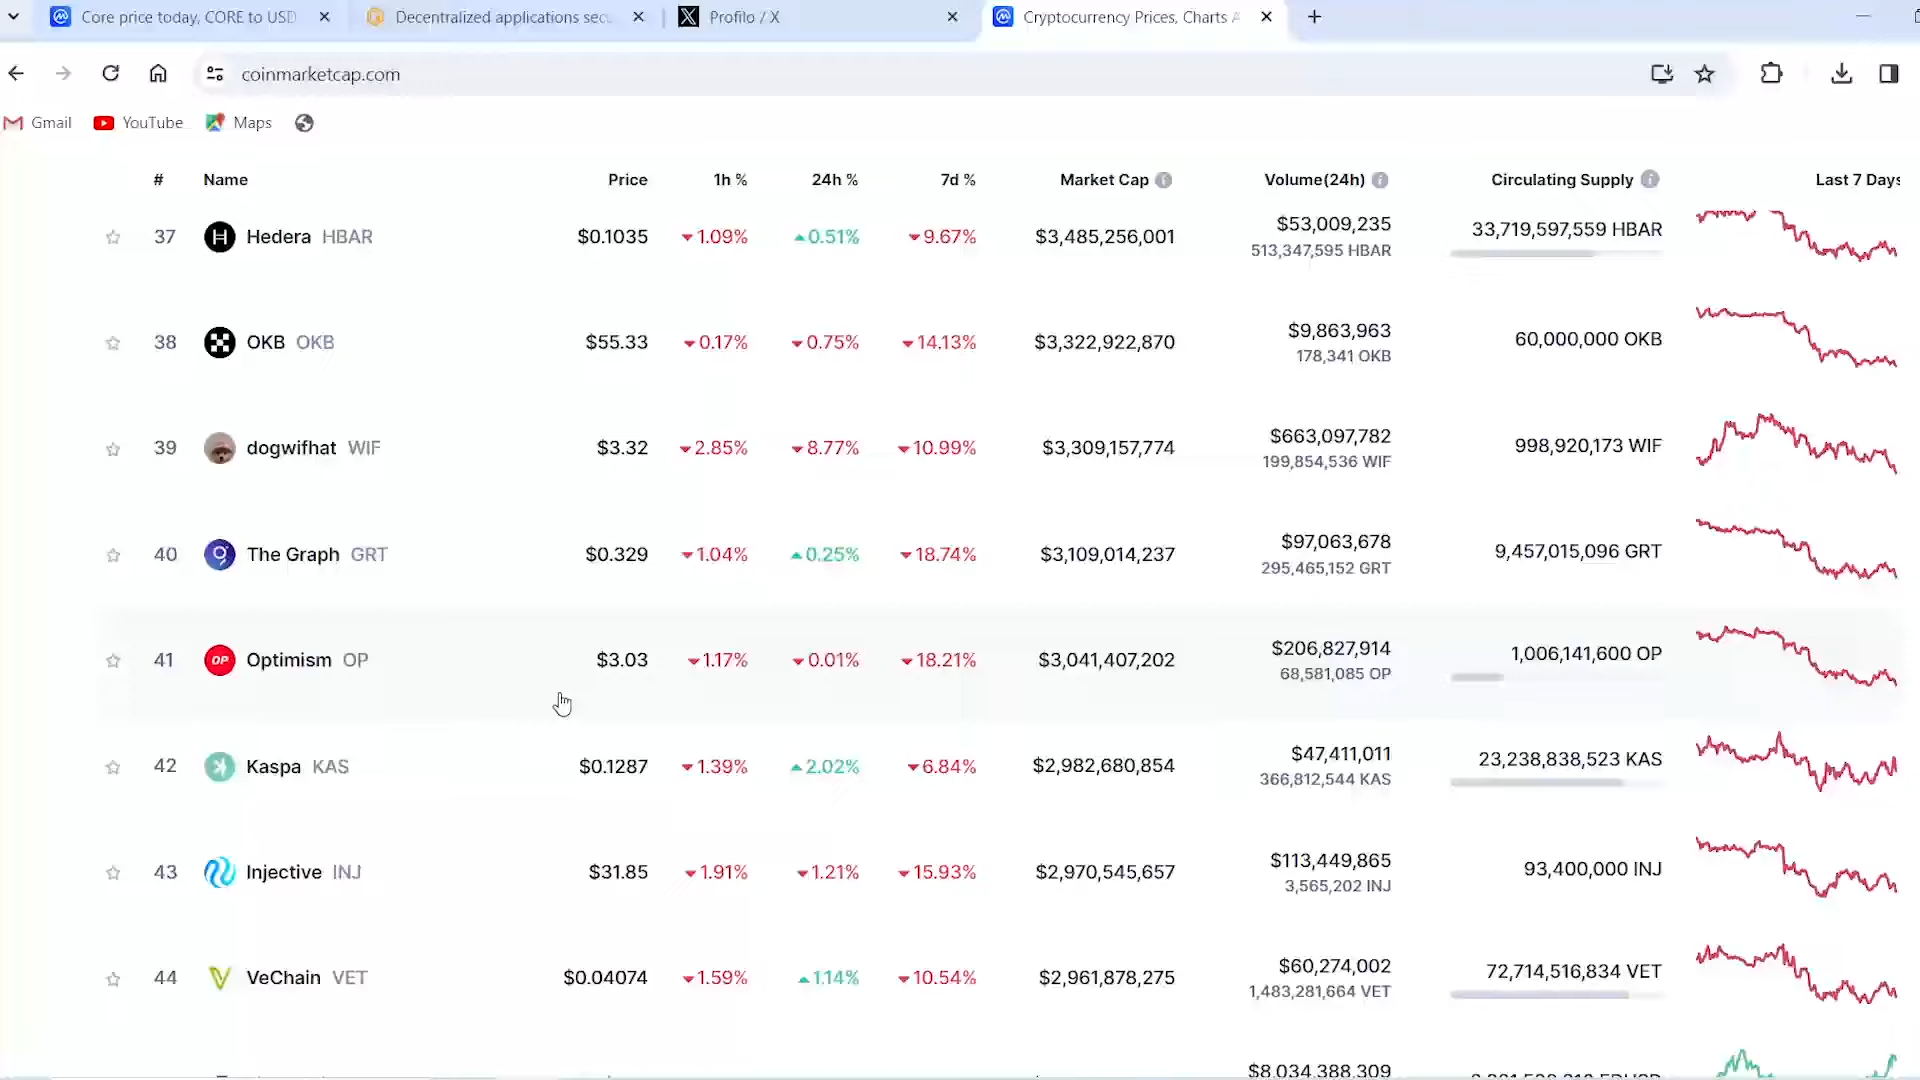 Core price today, CORE to USD
Decentralized applications secu
Profilo / X
Cryptocurrency Prices, Charts A
coinmarketcap.com
Gmail YouTube Maps
# Name Price 1h % 24h % 7d % Market Cap Volume(24h) Circulating Supply Last 7 Days
37 Hedera HBAR $0.1035 1.09% 0.51% 9.67% $3,485,256,001 $53,009,235 33,719,597,559 HBAR
513,347,595 HBAR
38 OKB OKB $55.33 0.17% 0.75% 14.13% $3,322,922,870 $9,863,963 60,000,000 OKB
178,341 OKB
39 dogwifhat WIF $3.32 2.85% 8.77% 10.99% $3,309,157,774 $663,097,782 998,920,173 WIF
199,854,536 WIF
40 The Graph GRT $0.329 1.04% 0.25% 18.74% $3,109,014,237 $97,063,678 9,457,015,096 GRT
295,465,152 GRT
41 OP Optimism OP $3.03 1.17% 0.01% 18.21% $3,041,407,202 $206,827,914 1,006,141,600 OP
68,581,085 OP
42 Kaspa KAS $0.1287 1.39% 2.02% 6.84% $2,982,680,854 $47,411,011 23,238,838,523 KAS
366,812,544 KAS
43 Injective INJ $31.85 1.91% 1.21% 15.93% $2,970,545,657 $113,449,865 93,400,000 INJ
3,565,202 INJ
44 VeChain VET $0.04074 1.59% 1.14% 10.54% $2,961,878,275 $60,274,002 72,714,516,834 VET
1,483,281,664 VET
$8,034,388,309